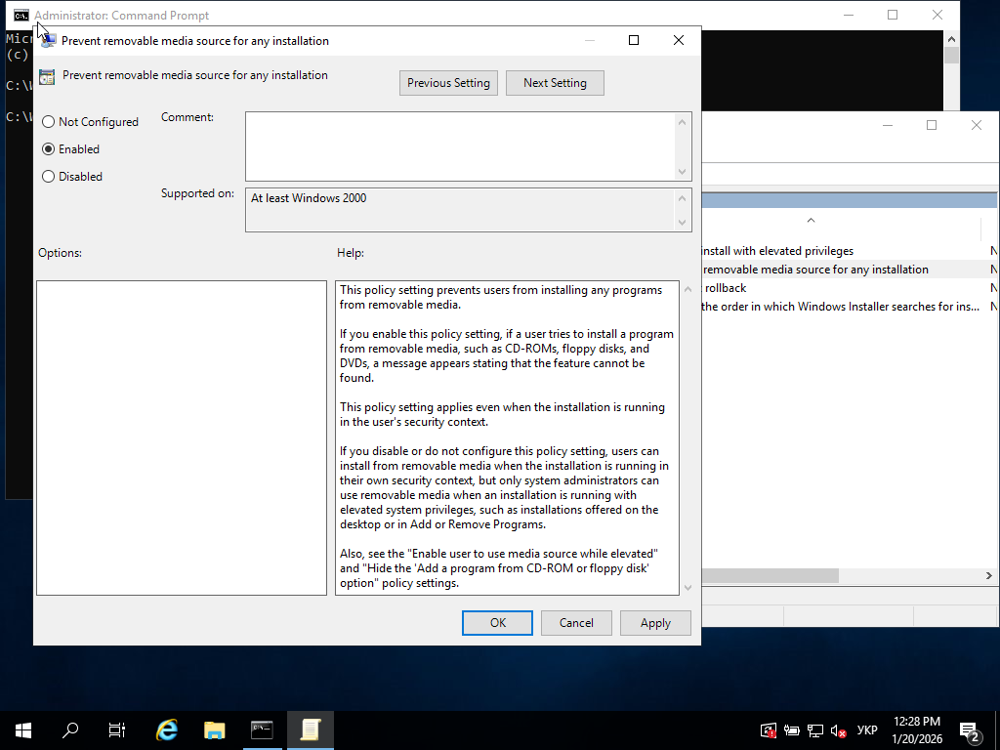 Administrator: Command Prompt
Prevent removable media source for any installation
Prevent removable media source for any installation
Previous Setting
Next Setting
Not Configured
Enabled
Disabled
Comment:
Supported on:
At least Windows 2000
Options:
Help:
This policy setting prevents users from installing any programs
from removable media.
If you enable this policy setting, if a user tries to install a program
from removable media, such as CD-ROMs, floppy disks, and
DVDs, a message appears stating that the feature cannot be
found.
This policy setting applies even when the installation is running
in the user's security context.
If you disable or do not configure this policy setting, users can
install from removable media when the installation is running in
their own security context, but only system administrators can
use removable media when an installation is running with
elevated system privileges, such as installations offered on the
desktop or in Add or Remove Programs.
Also, see the "Enable user to use media source while elevated"
and "Hide the 'Add a program from CD-ROM or floppy disk'
option" policy settings.
OK
Cancel
Apply
(c)
C:\
C:\
install with elevated privileges
removable media source for any installation
rollback
the order in which Windows Installer searches for ins...
N
N
N
N
УКР
12:28 PM
1/20/2026
2